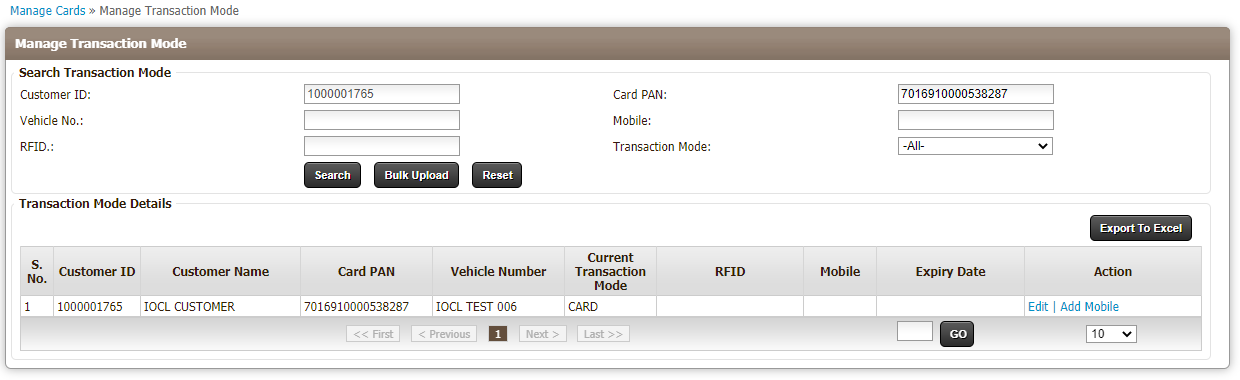 Manage Cards » Manage Transaction Mode
Manage Transaction Mode
Search Transaction Mode
Customer ID: 1000001765 Card PAN: 7016910000538287
Vehicle No.: Mobile:
RFID.: Transaction Mode: -All-
Search Bulk Upload Reset
Transaction Mode Details
Export To Excel
S. No. Customer ID Customer Name Card PAN Vehicle Number Current Transaction Mode RFID Mobile Expiry Date Action
1 1000001765 IOCL CUSTOMER 7016910000538287 IOCL TEST 006 CARD Edit | Add Mobile
<< First < Previous 1 Next > Last >> GO 10